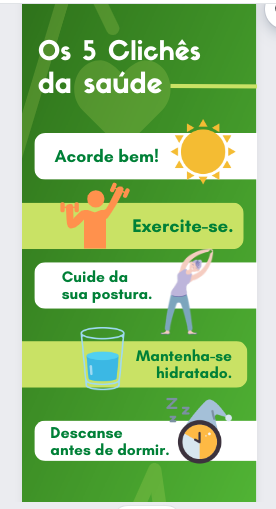 Os 5 Clichês
da saúde
Acorde bem!
Exercite-se.
Cuide da
sua postura.
Mantenha-se
hidratado.
Z Z Z
Descanse
antes de dormir.